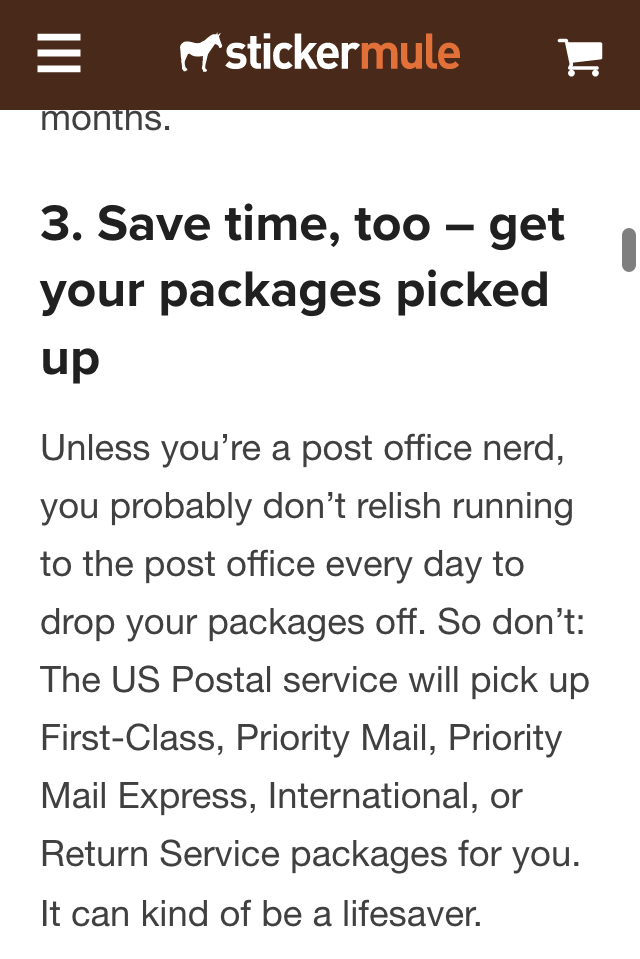 stickermule
months.
3. Save time, too – get
your packages picked
up
Unless you’re a post office nerd,
you probably don’t relish running
to the post office every day to
drop your packages off. So don’t:
The US Postal service will pick up
First-Class, Priority Mail, Priority
Mail Express, International, or
Return Service packages for you.
It can kind of be a lifesaver.